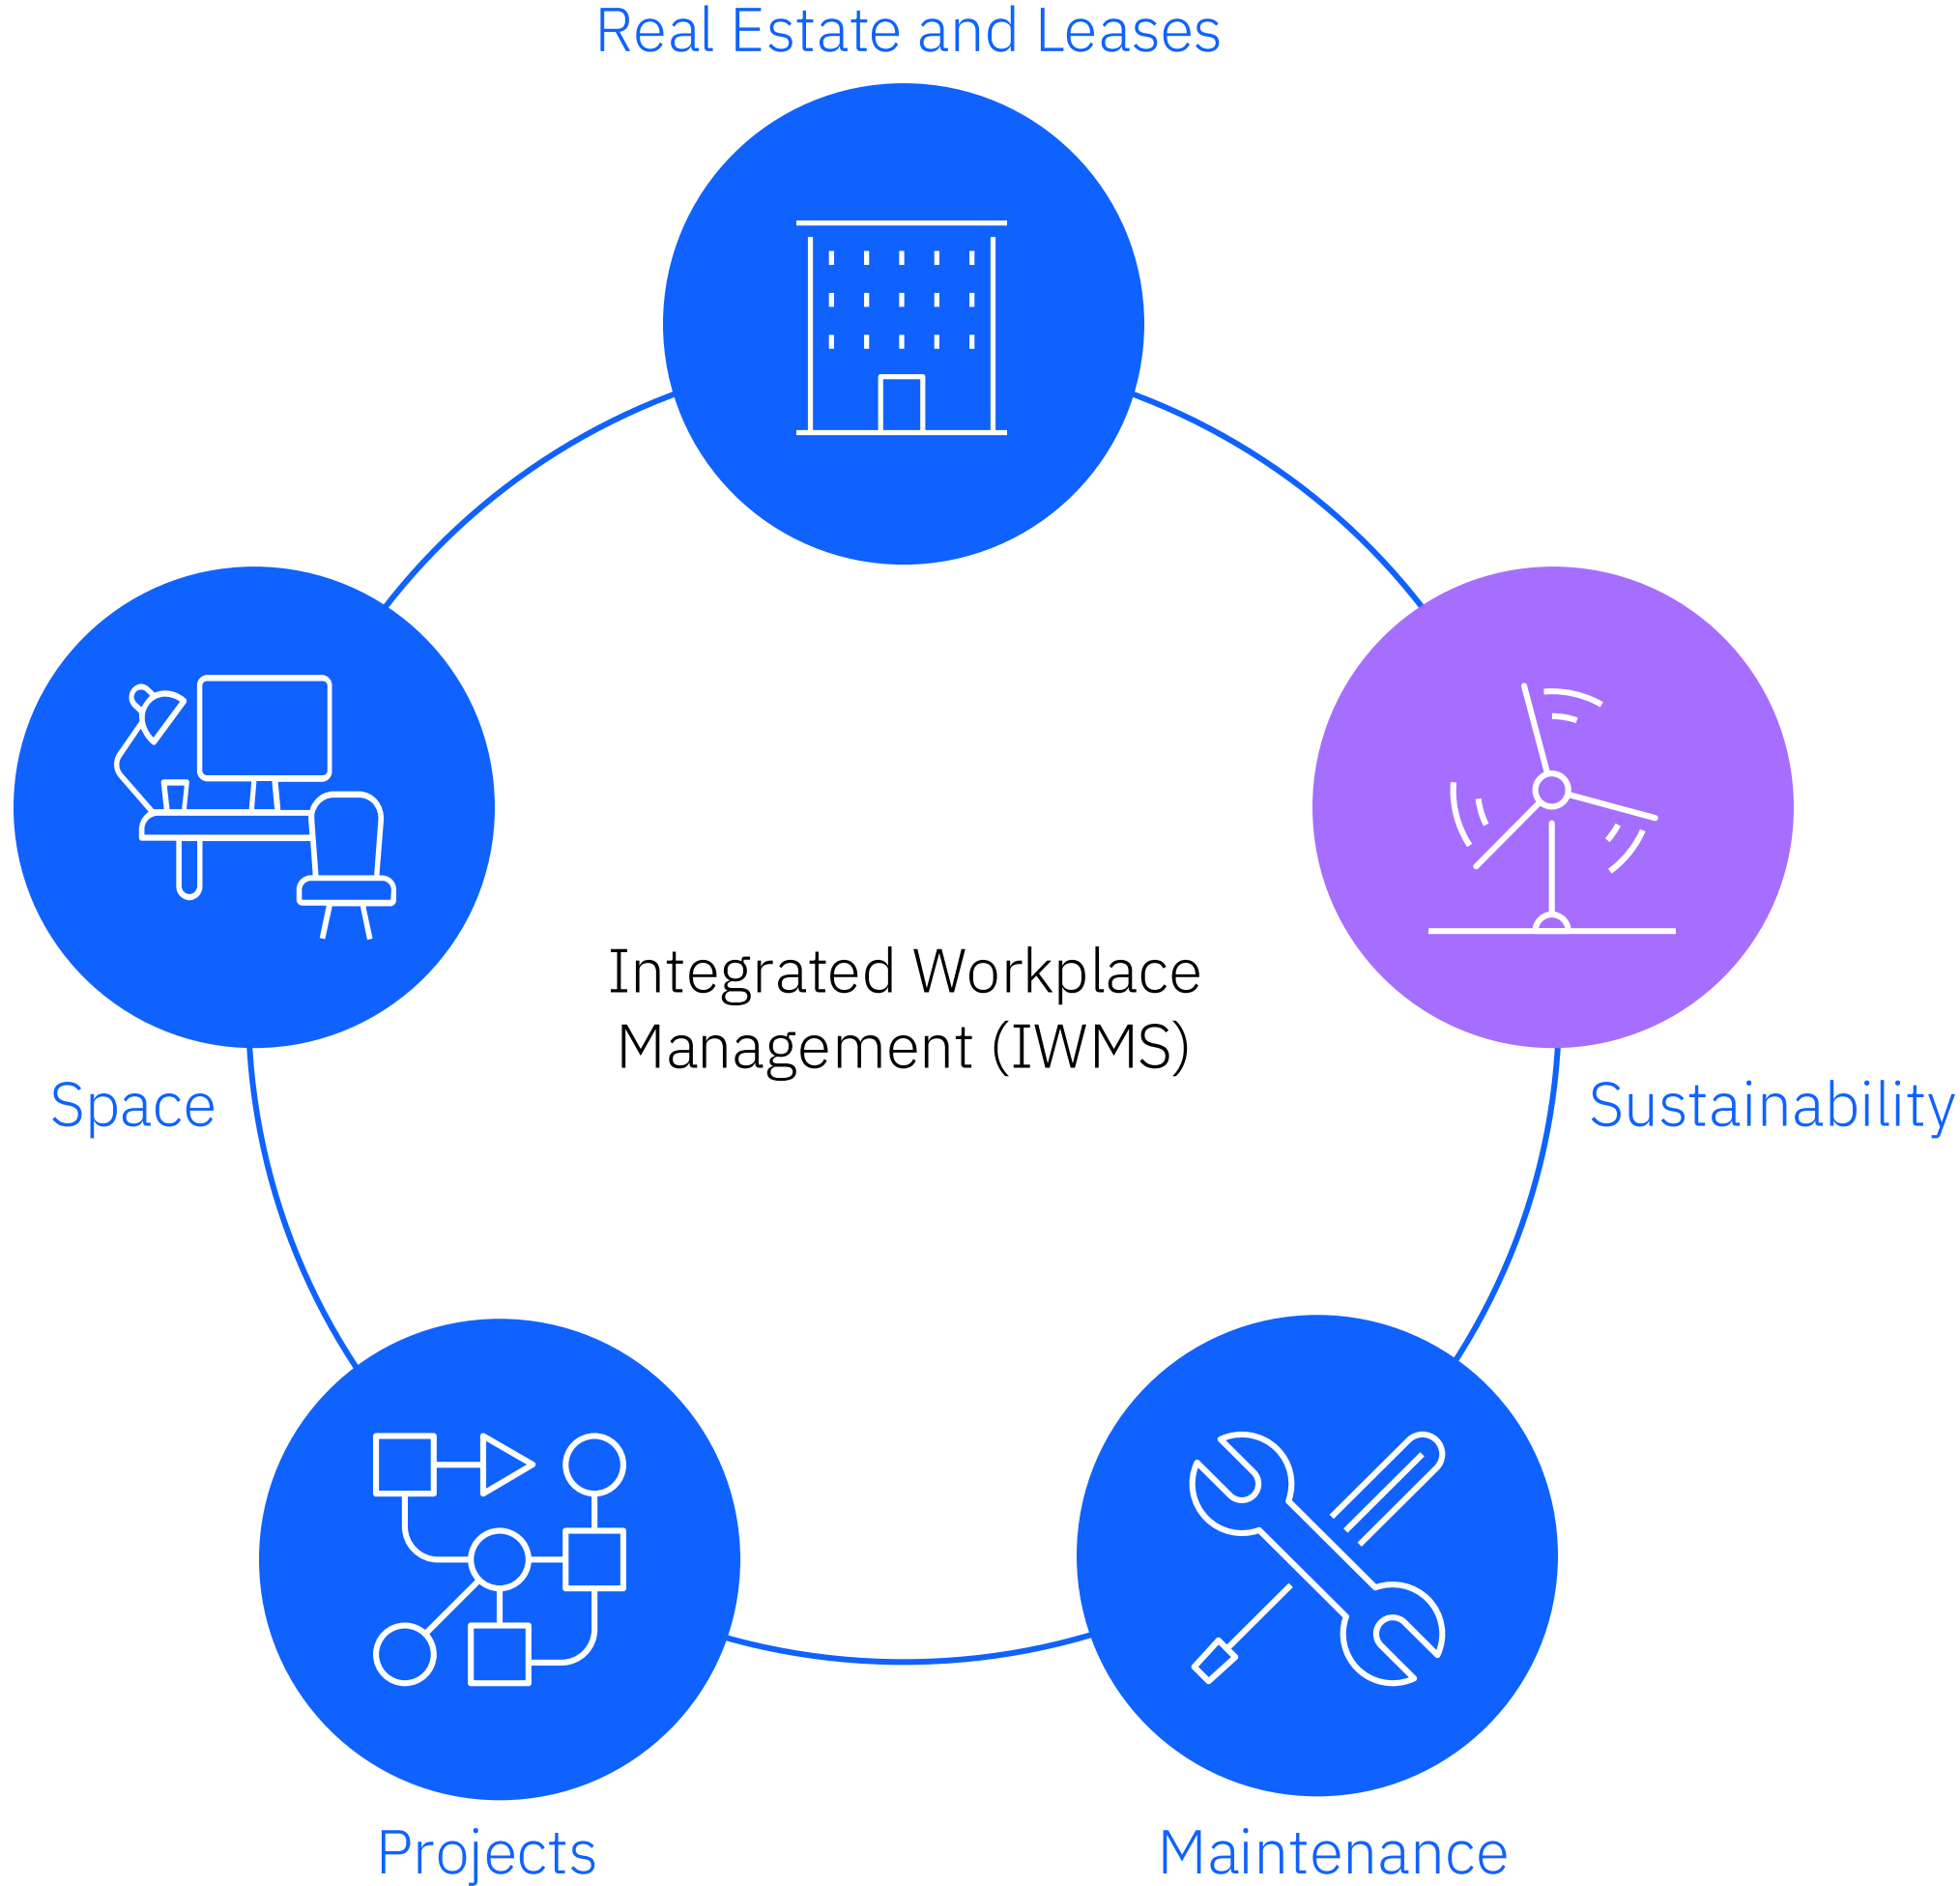 Real Estate and Leases
Integrated Workplace
Management (IWMS)
Space
Sustainability
Projects
Maintenance